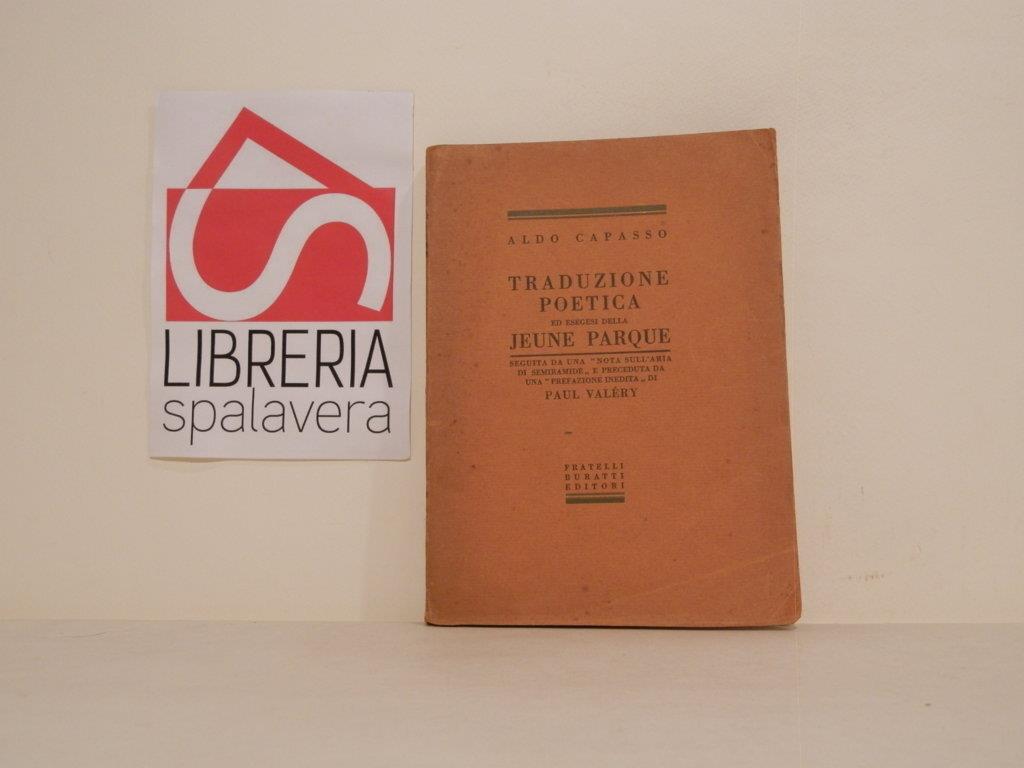 LIBRERIA
spalavera
ALDO CAPASSO
TRADUZIONE
POETICA
ED ESEGESI DELLA
JEUNE PARQUE
SEGUITA DA UNA "NOTA SULL'ARIA
DI SEMIRAMIDE„ E PRECEDUTA DA
UNA "PREFAZIONE INEDITA„ DI
PAUL VALÉRY
FRATELLI
BURATTI
EDITORI